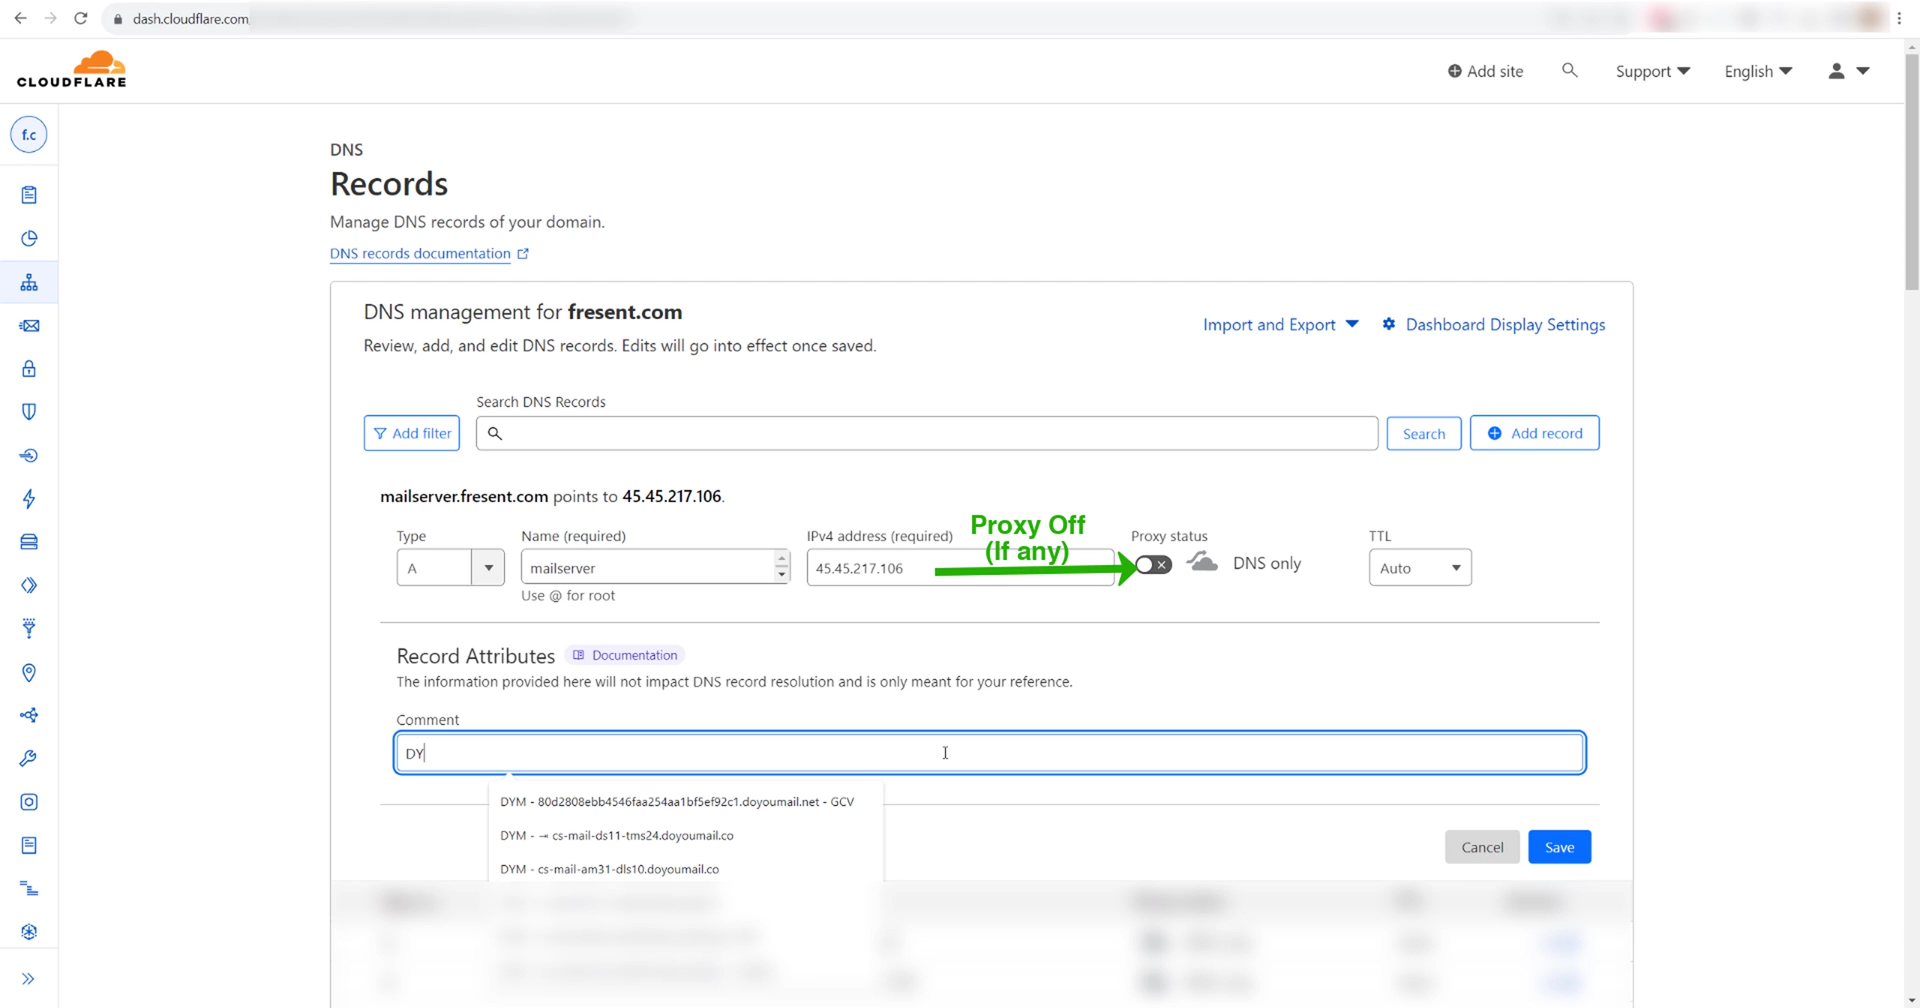 dash.cloudflare.com
CLOUDFLARE
Add site
Support
English
f.c
DNS
Records
Manage DNS records of your domain.
DNS records documentation
DNS management for fresent.com
Import and Export
Dashboard Display Settings
Review, add, and edit DNS records. Edits will go into effect once saved.
Search DNS Records
Add filter
Search
Add record
mailserver.fresent.com points to 45.45.217.106.
Proxy Off
(If any)
Type
Name (required)
IPv4 address (required)
Proxy status
TTL
A
mailserver
45.45.217.106
DNS only
Auto
Use @ for root
Record Attributes
Documentation
The information provided here will not impact DNS record resolution and is only meant for your reference.
Comment
DY
DYM - 80d2808ebb4546faa254aa1bf5ef92c1.doyoumail.net - GCV
DYM - ⇥ cs-mail-ds11-tms24.doyoumail.co
DYM - cs-mail-am31-dls10.doyoumail.co
Cancel
Save